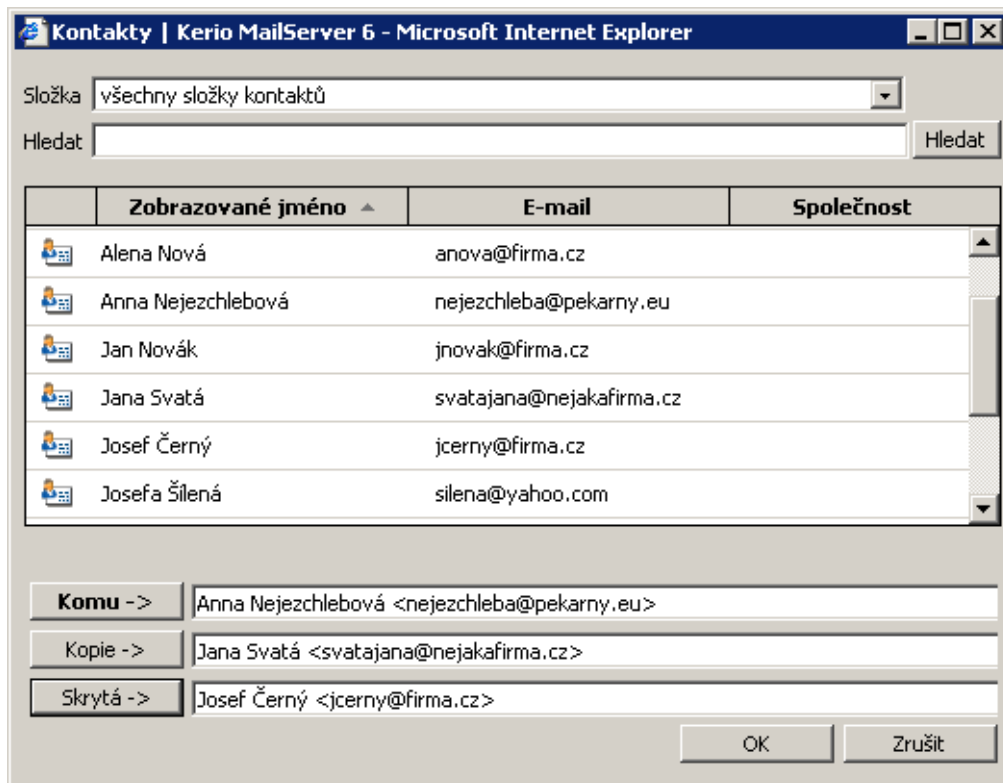 Kontakty | Kerio MailServer 6 - Microsoft Internet Explorer
Složka všechny složky kontaktů
Hledat Hledat
Zobrazované jméno E-mail Společnost
Alena Nová anova@firma.cz
Anna Nejezchlebová nejezchleba@pekarny.eu
Jan Novák jnovak@firma.cz
Jana Svatá svatajana@nejakafirma.cz
Josef Černý jcerny@firma.cz
Josefa Šílená silena@yahoo.com
Komu -> Anna Nejezchlebová <nejezchleba@pekarny.eu>
Kopie -> Jana Svatá <svatajana@nejakafirma.cz>
Skrytá -> Josef Černý <jcerny@firma.cz>
OK Zrušit